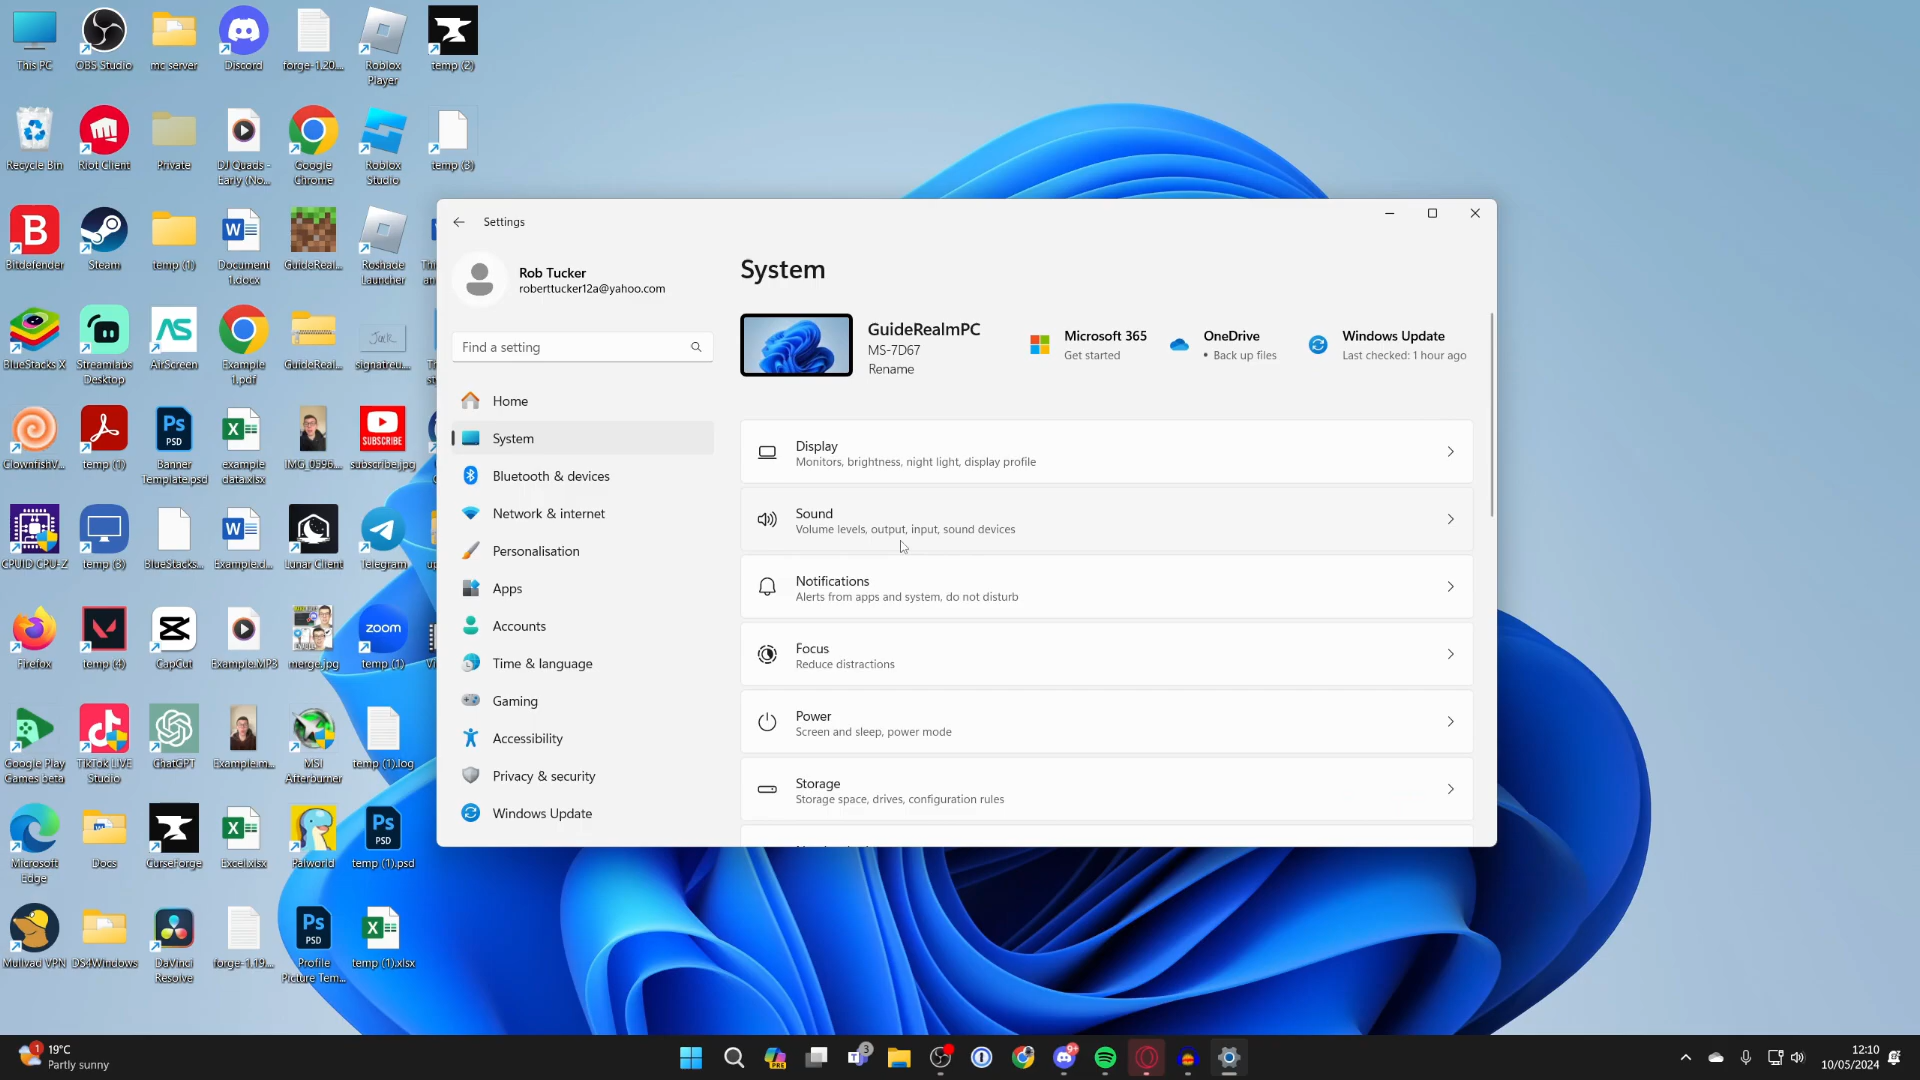 This PC
OBS Studio
mc server
Discord
forge-1.20...
Roblox
Player
temp (2)
Recycle Bin
Riot Client
Private
DJ Quads -
Early (No...
Google
Chrome
Roblox
Studio
temp (3)
Bitdefender
Steam
temp (1)
Document
1.docx
GuideReal...
Roshade
Launcher
BlueStacks X
Streamlabs
Desktop
AirScreen
Example
1.pdf
GuideReal...
signatreu...
ClownfishV...
temp (1)
Banner
Template.psd
example
data.xlsx
IMG_0596...
subscribe.jpg
CPUID CPU-Z
temp (3)
BlueStacks...
Example.d...
Lunar Client
Telegram
Firefox
temp (4)
CapCut
Example.MP3
merge.jpg
temp (1)
Google Play
Games beta
TikTok LIVE
Studio
ChatGPT
Example.m...
MSI
Afterburner
temp (1).log
Microsoft
Edge
Docs
CurseForge
Excel.xlsx
Palworld
temp (1).psd
Mullvad VPN
DS4Windows
DaVinci
Resolve
forge-1.19...
Profile
Picture Tem...
temp (1).xlsx
Settings
Rob Tucker
roberttucker12a@yahoo.com
Find a setting
Home
System
Bluetooth & devices
Network & internet
Personalisation
Apps
Accounts
Time & language
Gaming
Accessibility
Privacy & security
Windows Update
System
GuideRealmPC
MS-7D67
Rename
Microsoft 365
Get started
OneDrive
• Back up files
Windows Update
Last checked: 1 hour ago
Display
Monitors, brightness, night light, display profile
Sound
Volume levels, output, input, sound devices
Notifications
Alerts from apps and system, do not disturb
Focus
Reduce distractions
Power
Screen and sleep, power mode
Storage
Storage space, drives, configuration rules
1
19°C
Partly sunny
3
9+
12:10
10/05/2024